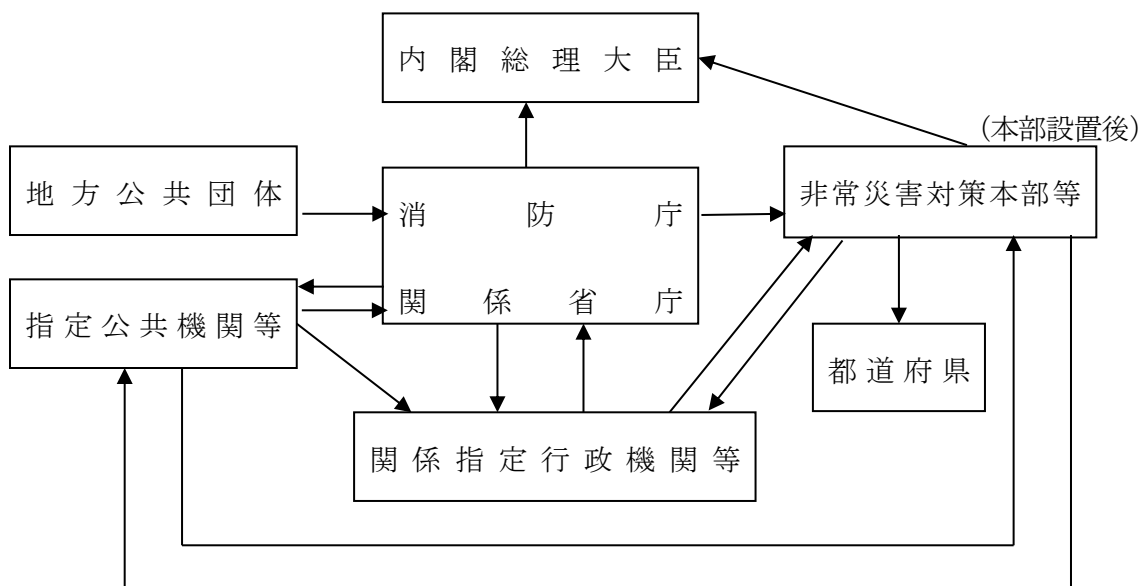 内閣総理大臣
(本部設置後)
地方公共団体
消防庁
非常災害対策本部等
関係省庁
指定公共機関等
都道府県
関係指定行政機関等